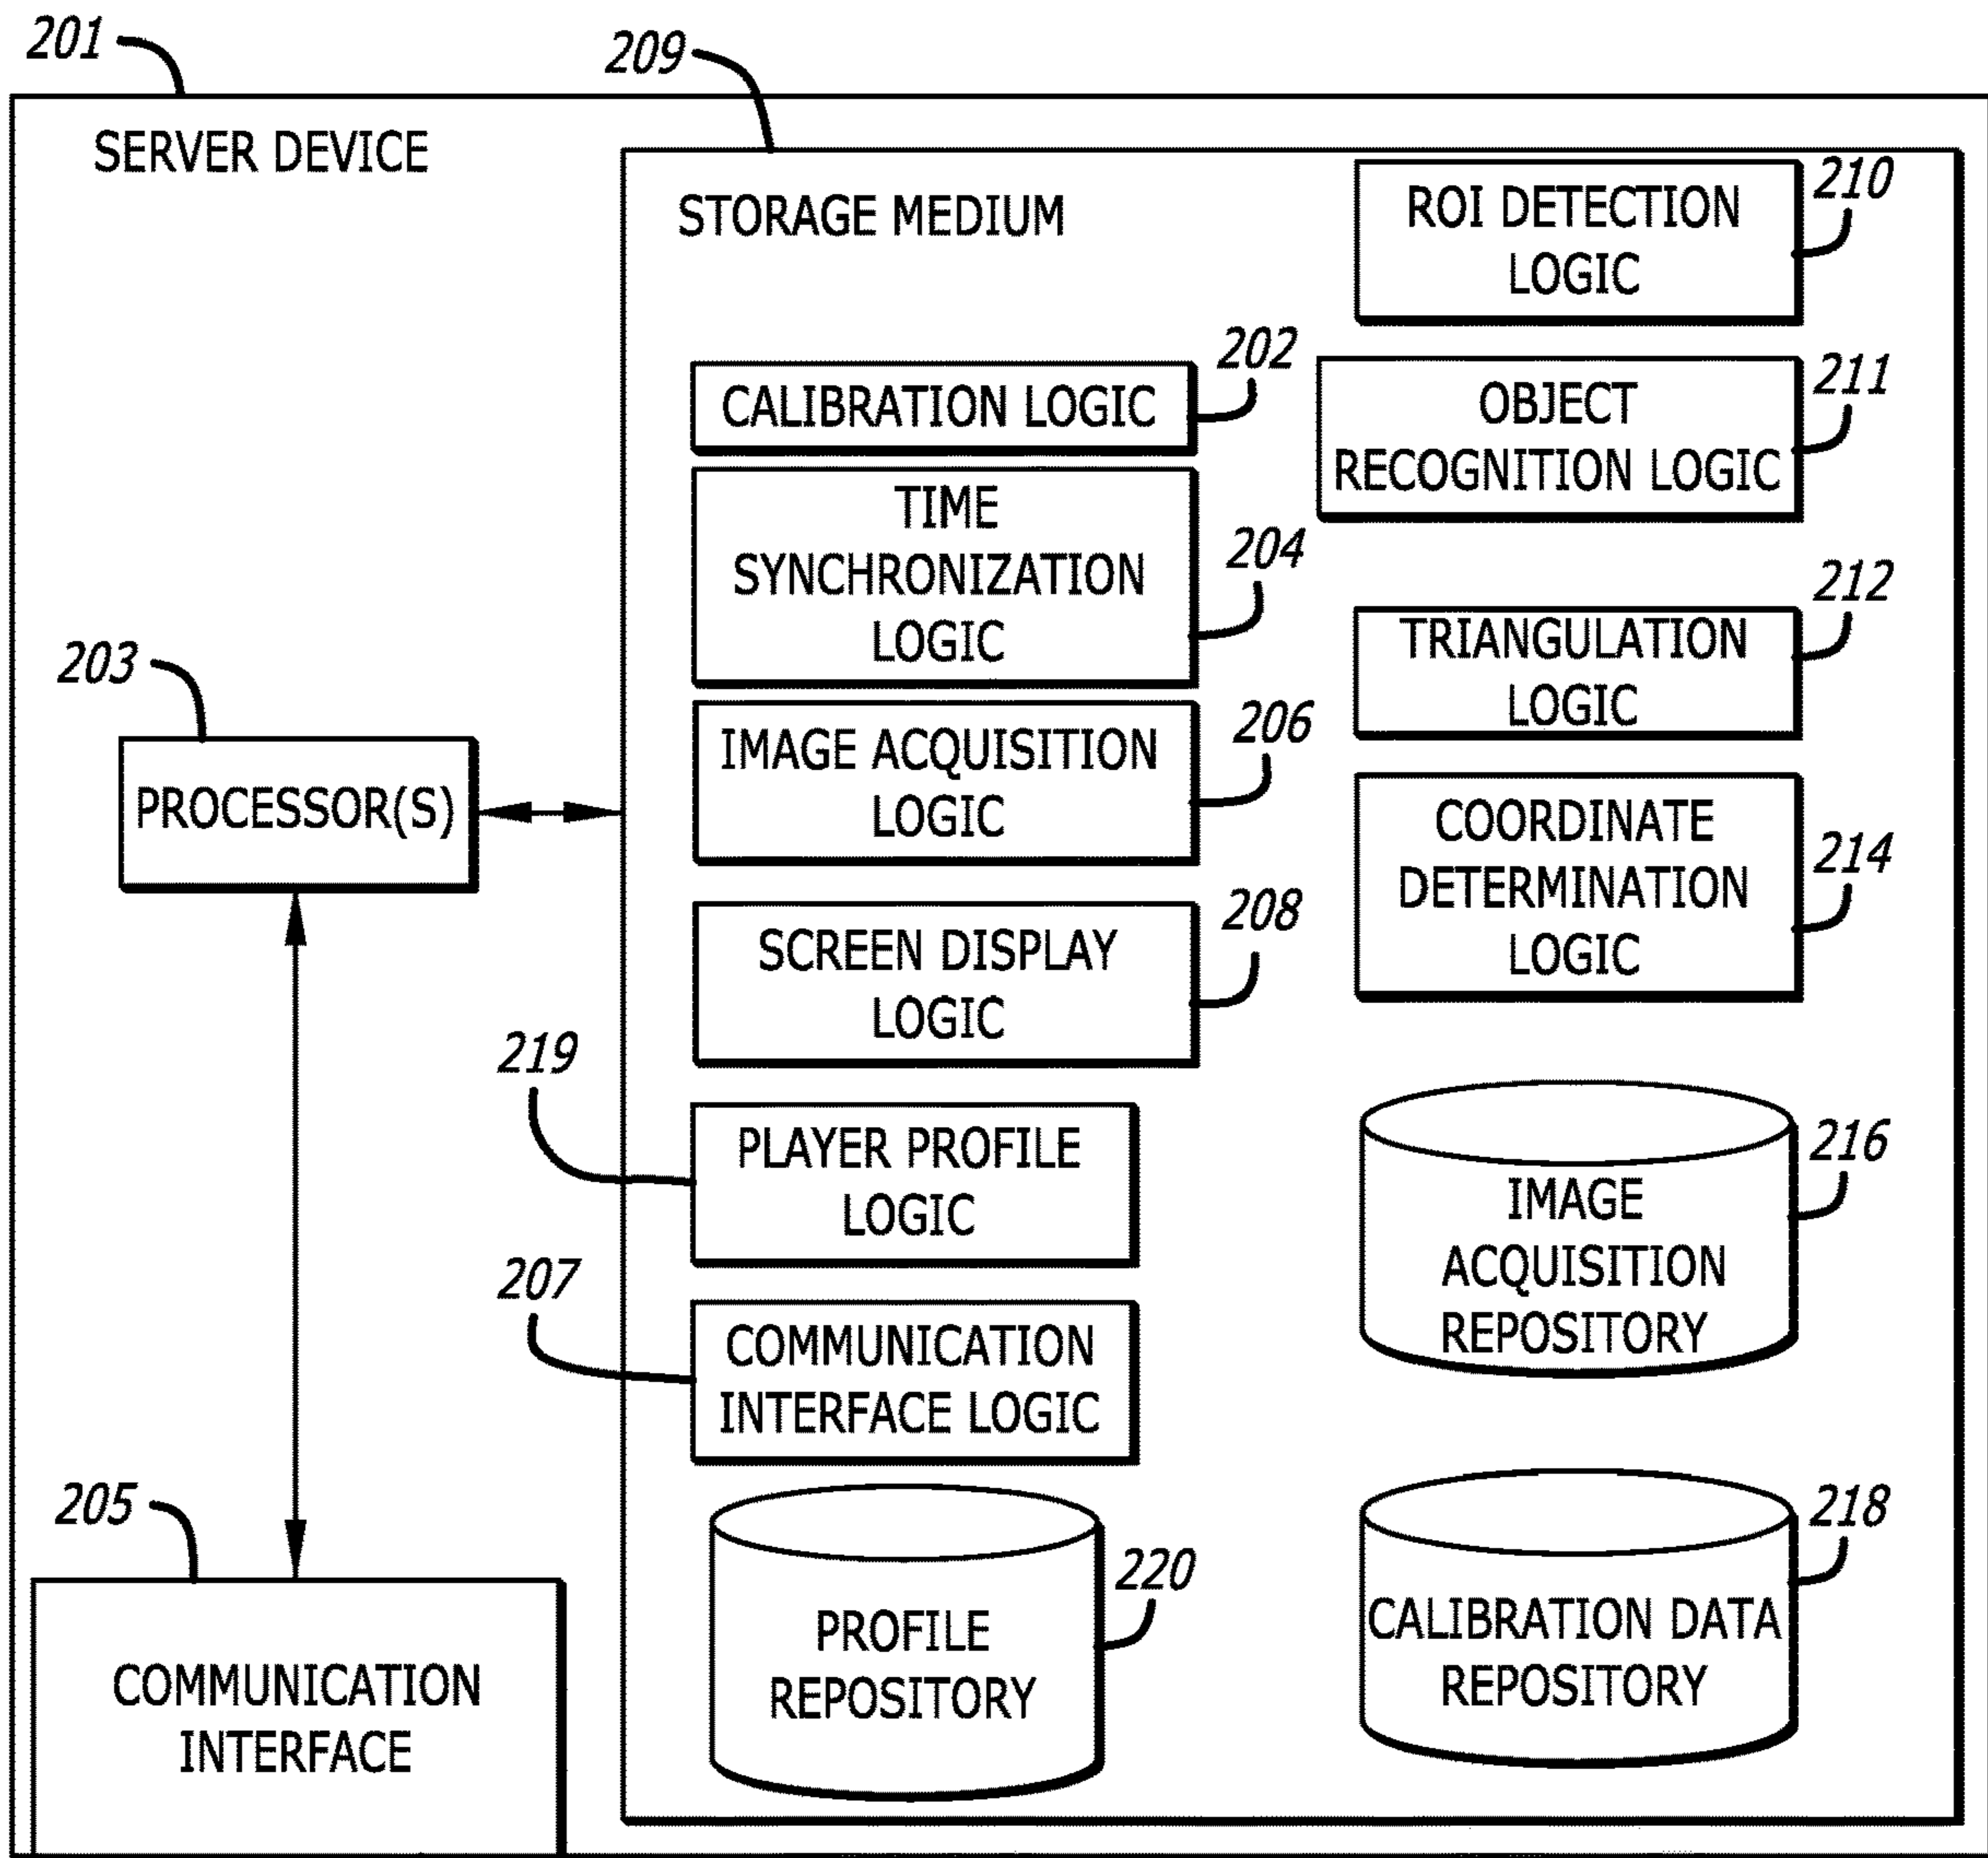 201
209
SERVER DEVICE
STORAGE MEDIUM
ROI DETECTION
LOGIC
210
CALIBRATION LOGIC
202
OBJECT
RECOGNITION LOGIC
211
TIME
SYNCHRONIZATION
LOGIC
204
TRIANGULATION
LOGIC
212
203
PROCESSOR(S)
IMAGE ACQUISITION
LOGIC
206
COORDINATE
DETERMINATION
LOGIC
214
SCREEN DISPLAY
LOGIC
208
219
PLAYER PROFILE
LOGIC
IMAGE
ACQUISITION
REPOSITORY
216
207
COMMUNICATION
INTERFACE LOGIC
205
COMMUNICATION
INTERFACE
PROFILE
REPOSITORY
220
CALIBRATION DATA
REPOSITORY
218